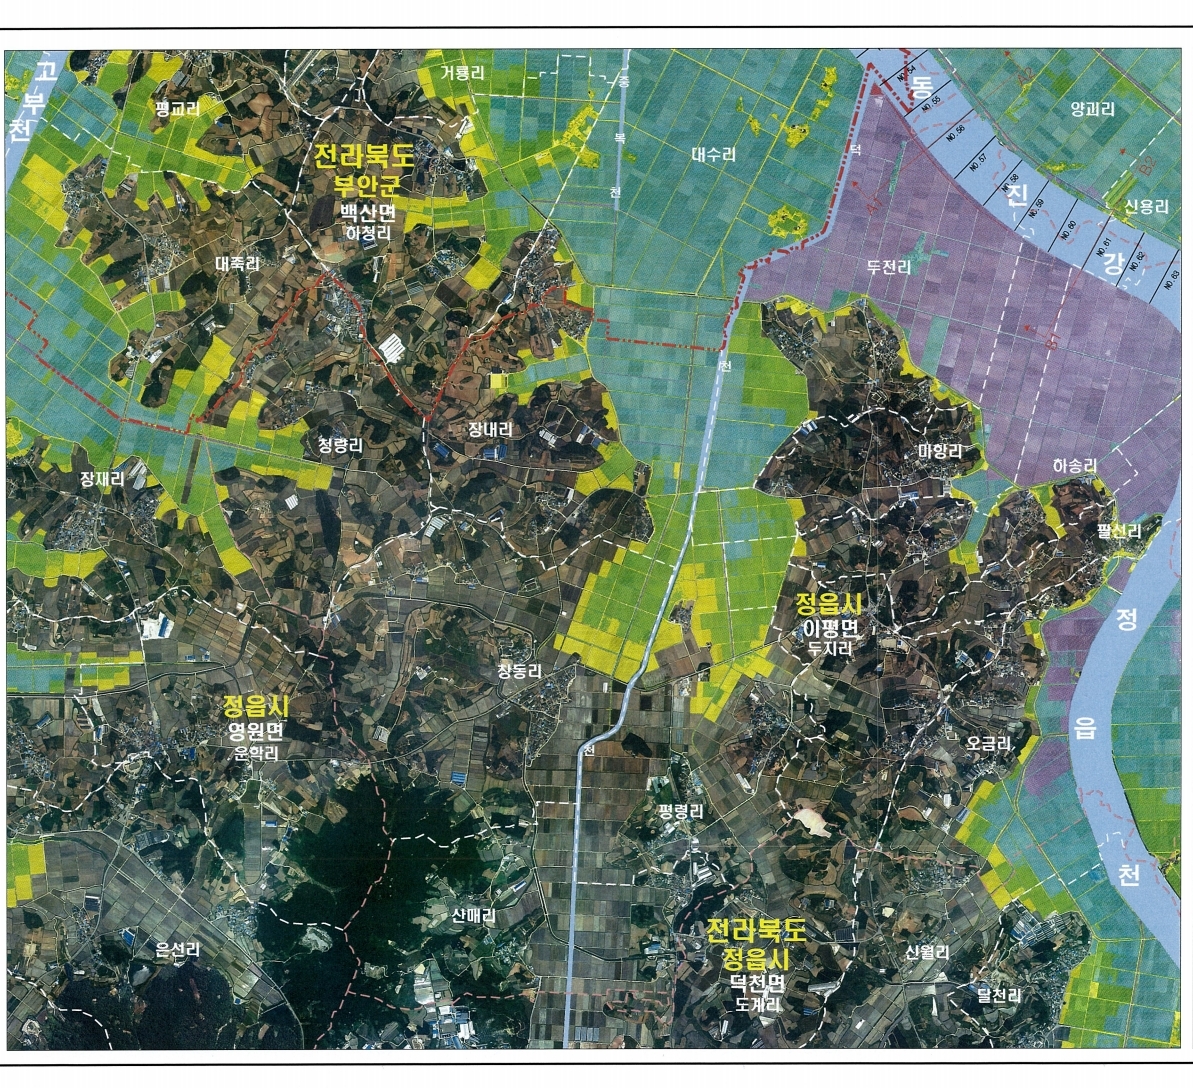 고
부
천
평교리
거룡리
중
복
천
대수리
동
진
강
양괴리
신용리
NO.54
NO.55
NO.56
NO.57
NO.58
NO.59
NO.60
NO.61
NO.62
NO.63
전라북도
부안군
백산면
하청리
대죽리
덕
천
천
두전리
청량리
장내리
장재리
마항리
하송리
팔선리
정읍시
이평면
두지리
정
읍
천
창동리
정읍시
영원면
운학리
오금리
평령리
산매리
은선리
전라북도
정읍시
덕천면
도계리
신월리
달천리